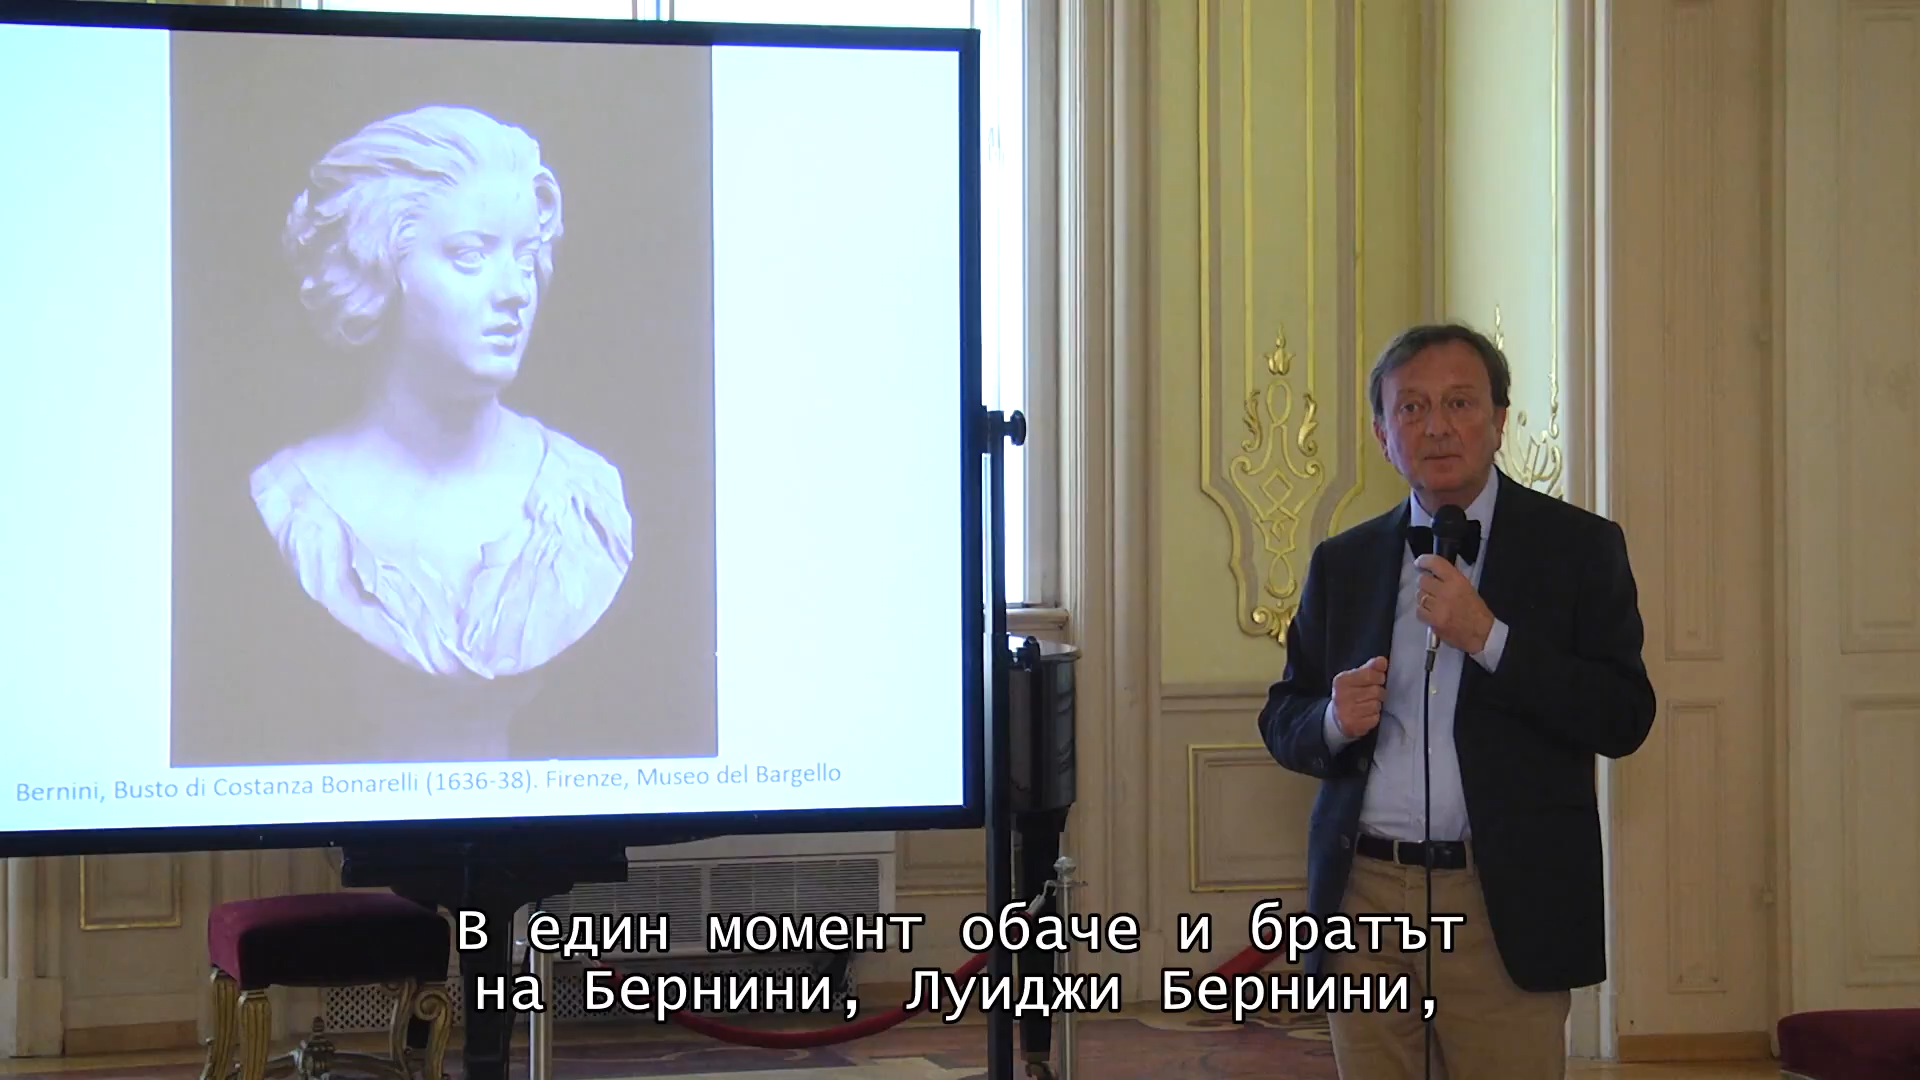 Bernini, Busto di Costanza Bonarelli (1636-38). Firenze, Museo del Bargello
В един момент обаче и братът
на Бернини, Луиджи Бернини,